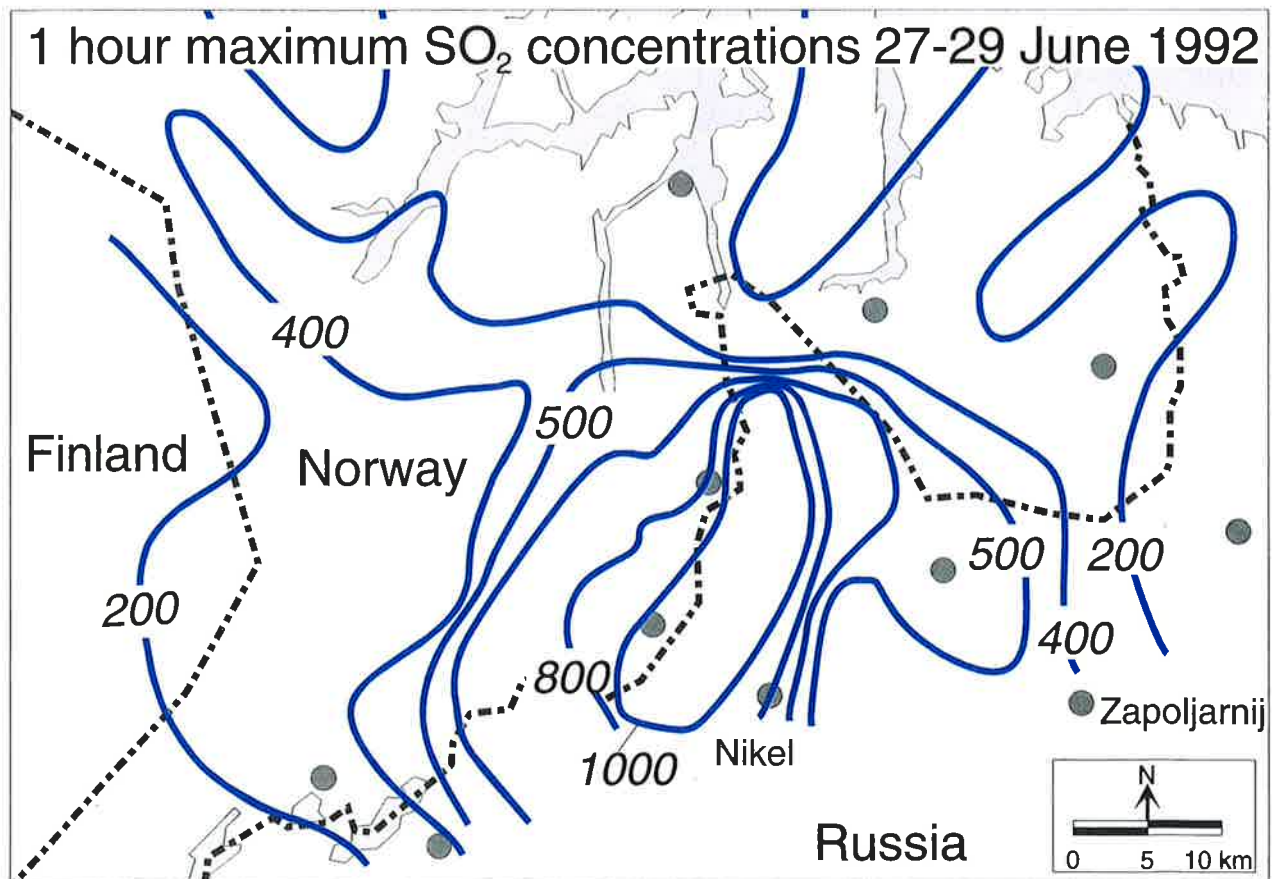 1 hour maximum SO₂ concentrations 27-29 June 1992
400
500
Finland
Norway
500
200
200
400
800
Zapoljarnij
1000
Nikel
N
Russia
0 5 10 km